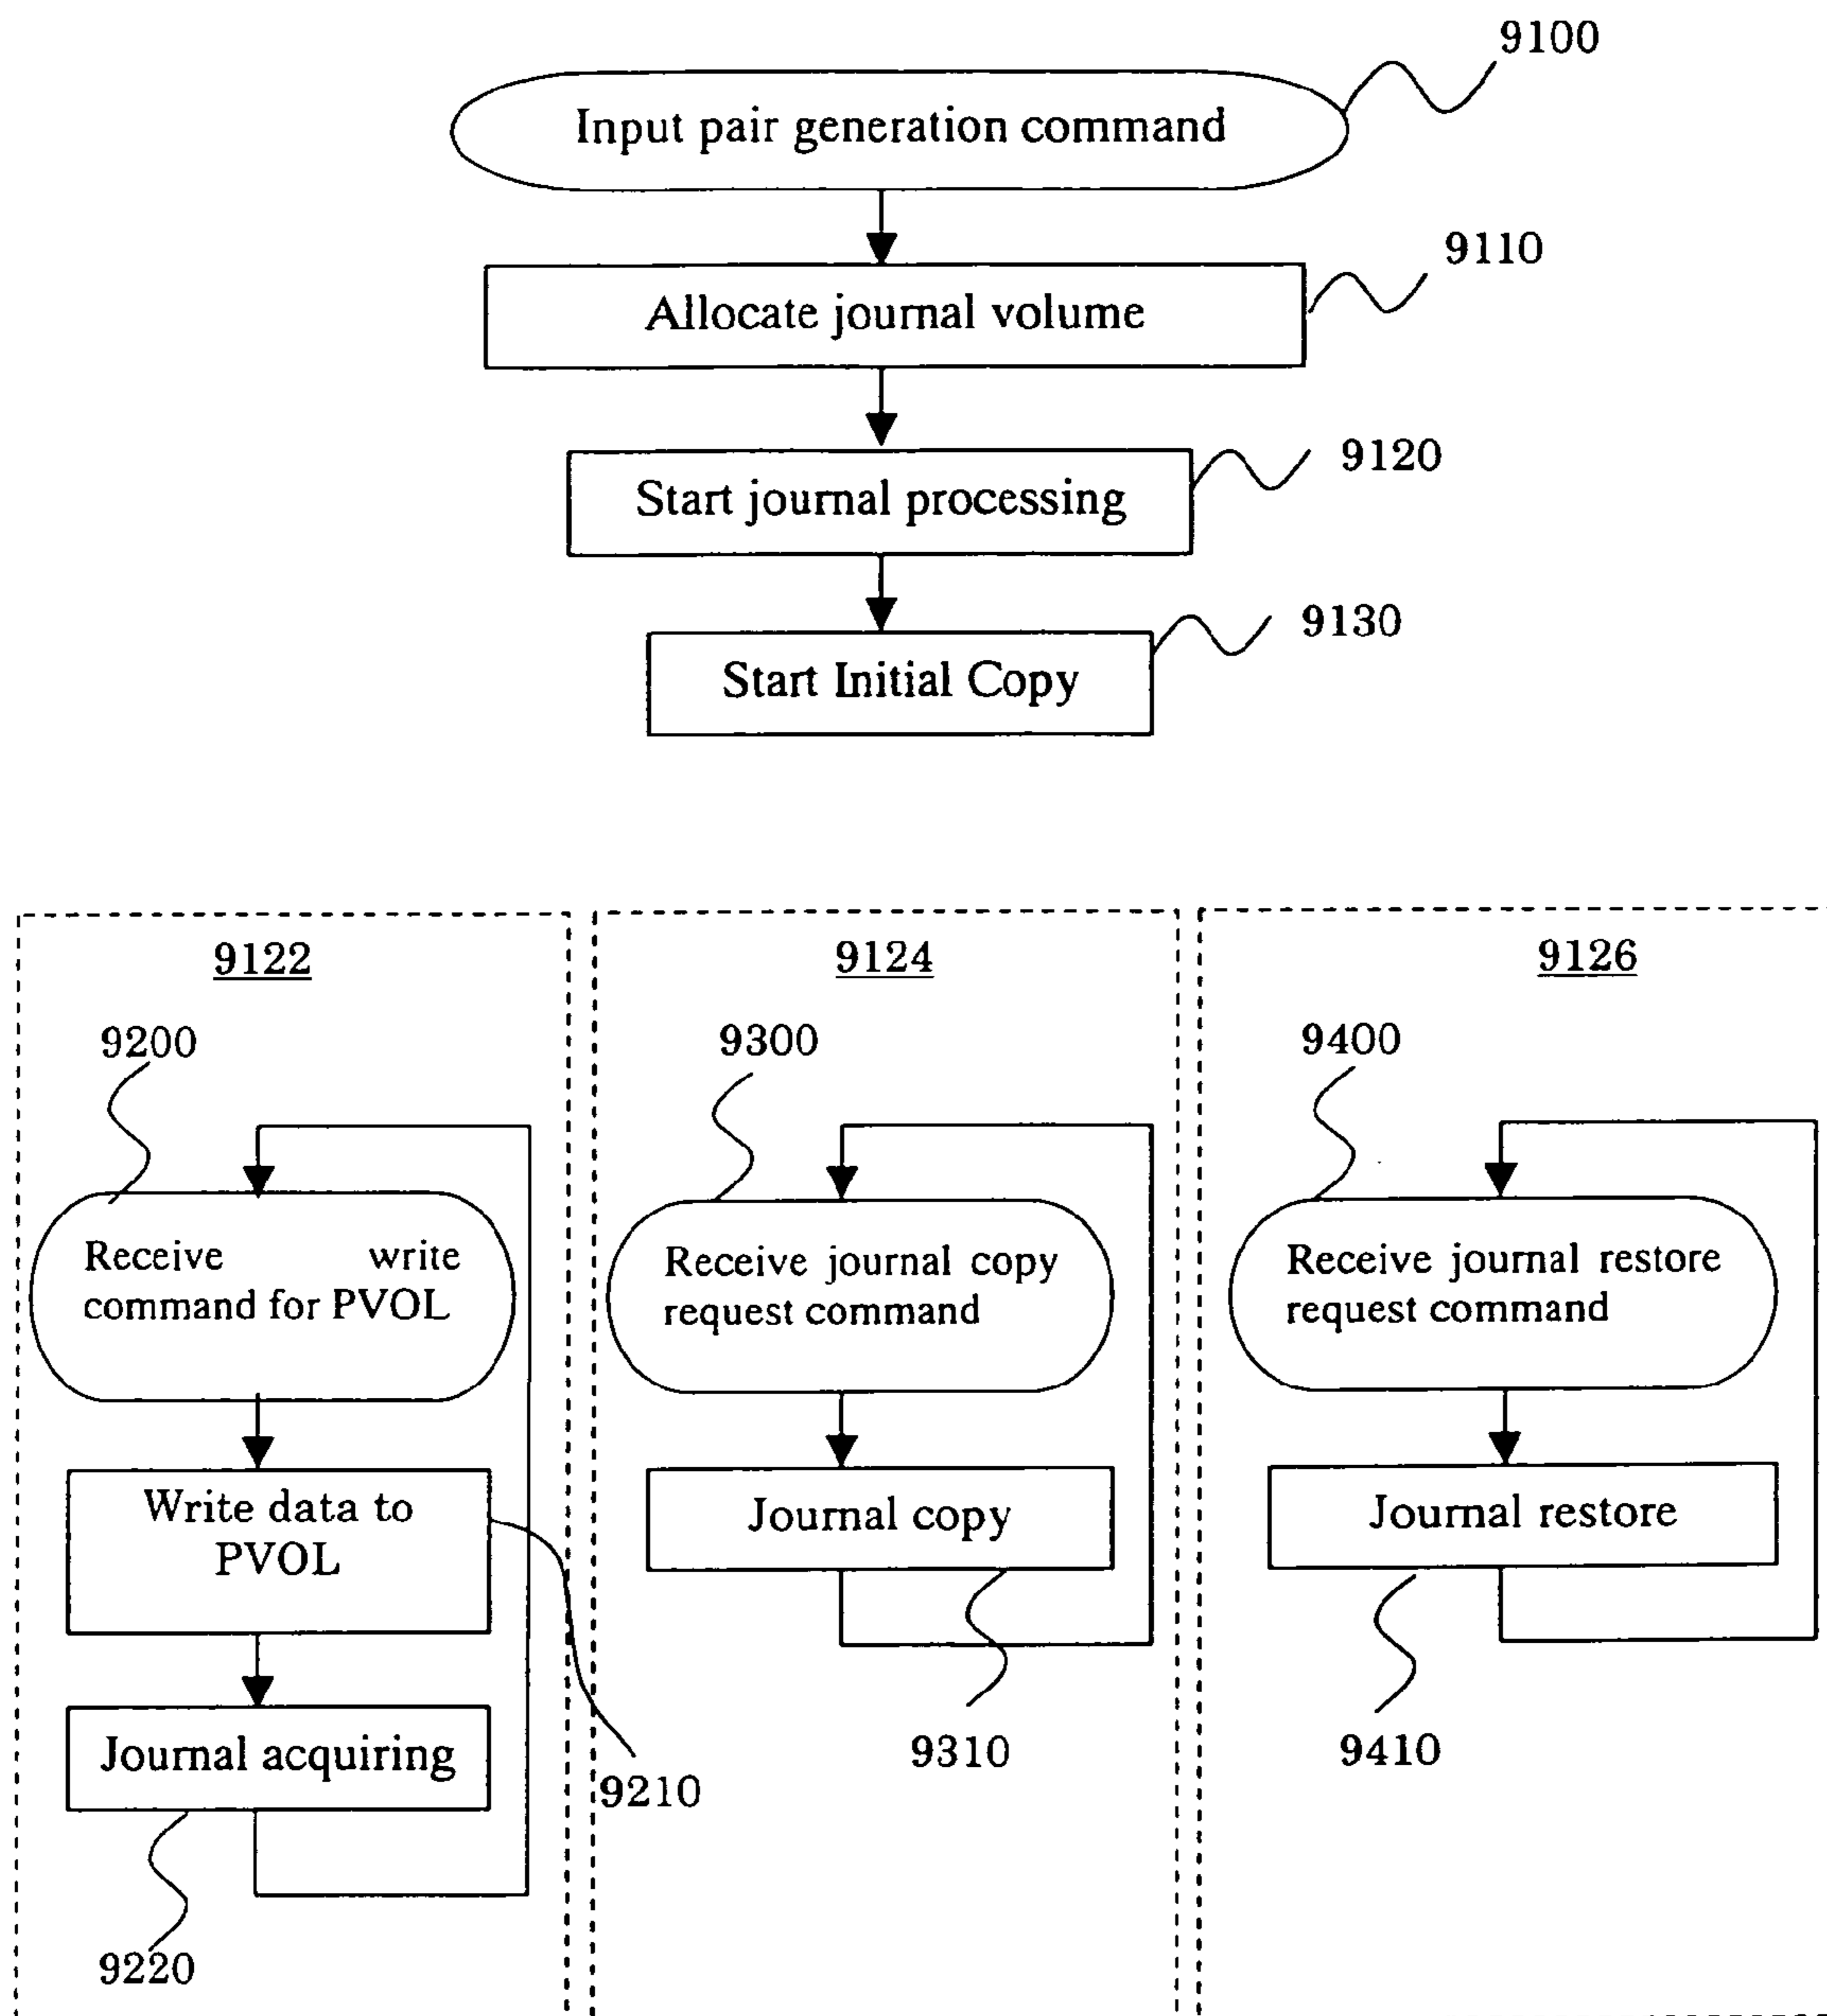 9100
Input pair generation command
9110
Allocate journal volume
9120
Start journal processing
9130
Start Initial Copy
9122
9124
9126
9200
9300
9400
Receive write
command for PVOL
Receive journal copy
request command
Receive journal restore
request command
Write data to
PVOL
Journal copy
Journal restore
Journal acquiring
9210
9310
9410
9220